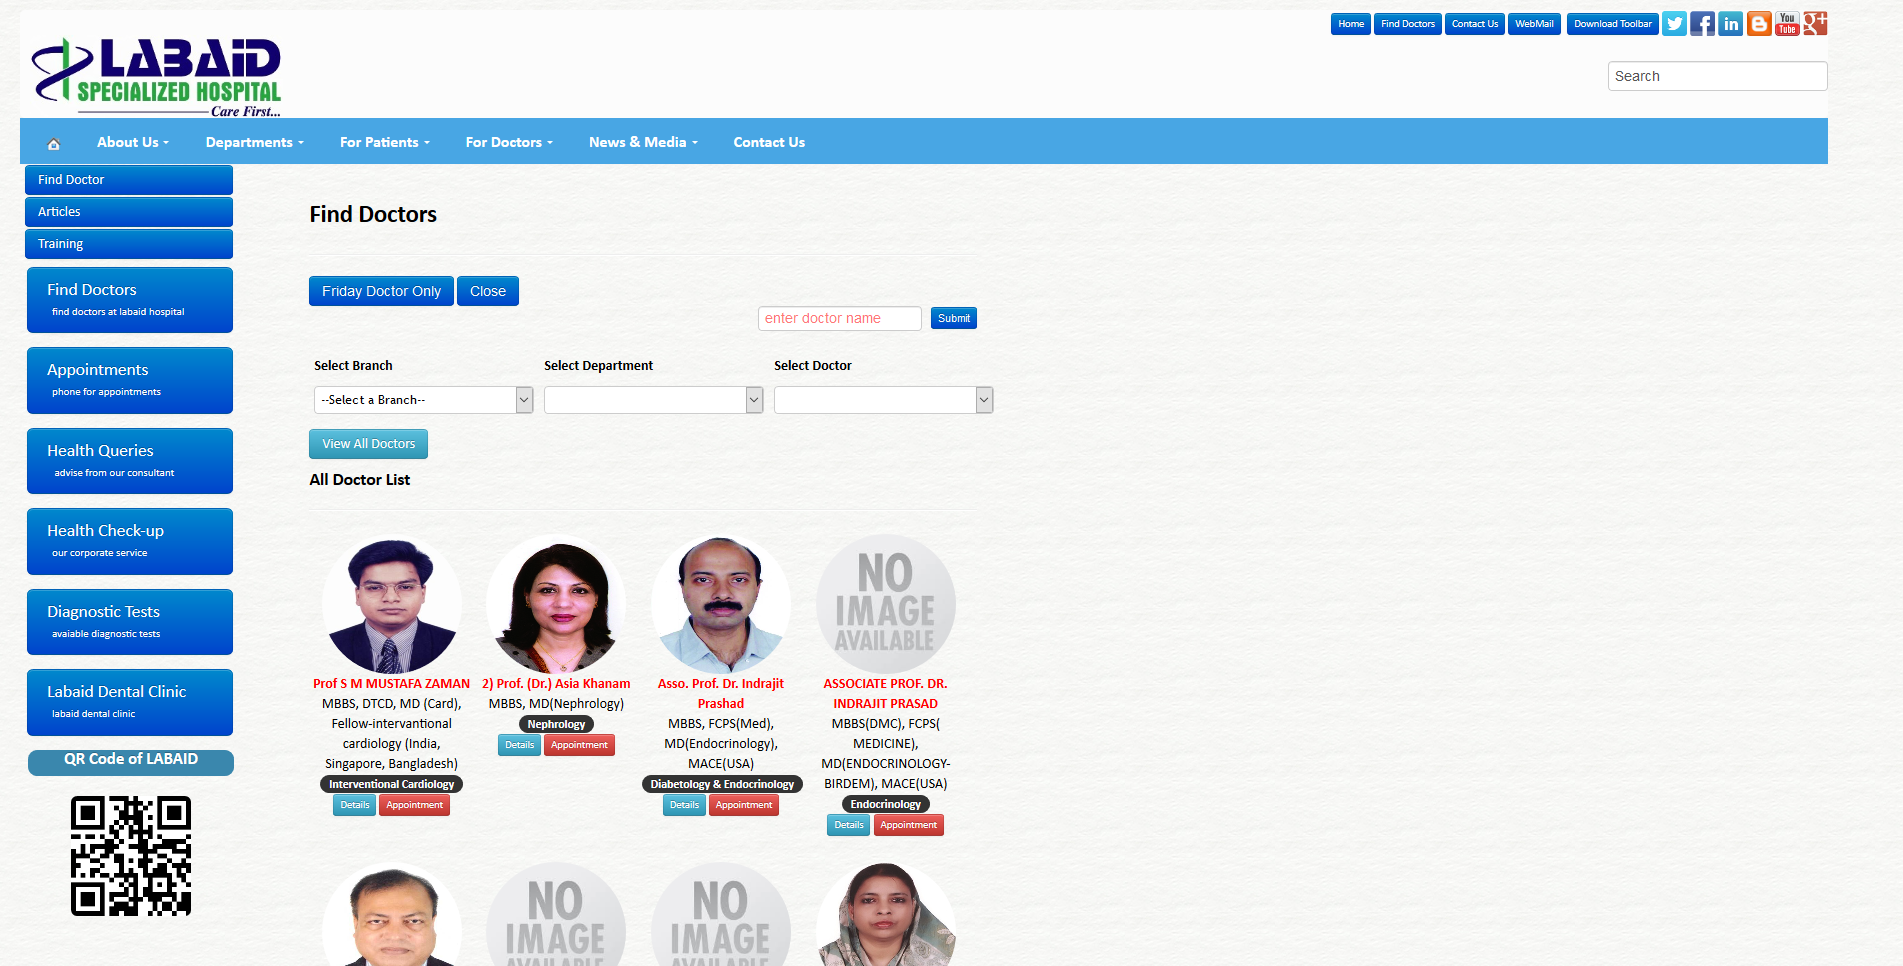 Home
Find Doctors
Contact Us
WebMail
Download Toolbar
You
Tube
LABAID
SPECIALIZED HOSPITAL
Care First...
Search
About Us
Departments
For Patients
For Doctors
News & Media
Contact Us
Find Doctor
Articles
Training
Find Doctors
find doctors at labaid hospital
Appointments
phone for appointments
Health Queries
advise from our consultant
Health Check-up
our corporate service
Diagnostic Tests
avaiable diagnostic tests
Labaid Dental Clinic
labaid dental clinic
QR Code of LABAID
Find Doctors
Friday Doctor Only
Close
enter doctor name
Submit
Select Branch
Select Department
Select Doctor
--Select a Branch--
View All Doctors
All Doctor List
Prof S M MUSTAFA ZAMAN
MBBS, DTCD, MD (Card),
Fellow-intervantional
cardiology (India,
Singapore, Bangladesh)
Interventional Cardiology
Details
Appointment
2) Prof. (Dr.) Asia Khanam
MBBS, MD(Nephrology)
Nephrology
Details
Appointment
Asso. Prof. Dr. Indrajit
Prashad
MBBS, FCPS(Med),
MD(Endocrinology),
MACE(USA)
Diabetology & Endocrinology
Details
Appointment
NO
IMAGE
AVAILABLE
ASSOCIATE PROF. DR.
INDRAJIT PRASAD
MBBS(DMC), FCPS(
MEDICINE),
MD(ENDOCRINOLOGY-
BIRDEM), MACE(USA)
Endocrinology
Details
Appointment
NO
IMAGE
AVAILABLE
NO
IMAGE
AVAILABLE